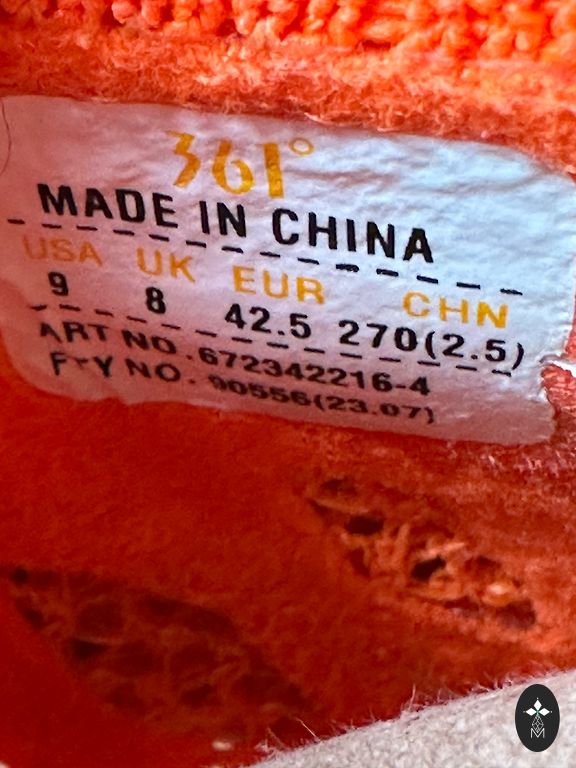 361°
MADE IN CHINA
USA UK EUR CHN
9 8 42.5 270(2.5)
ART NO.672342216-4
NO. 90556(23.07)